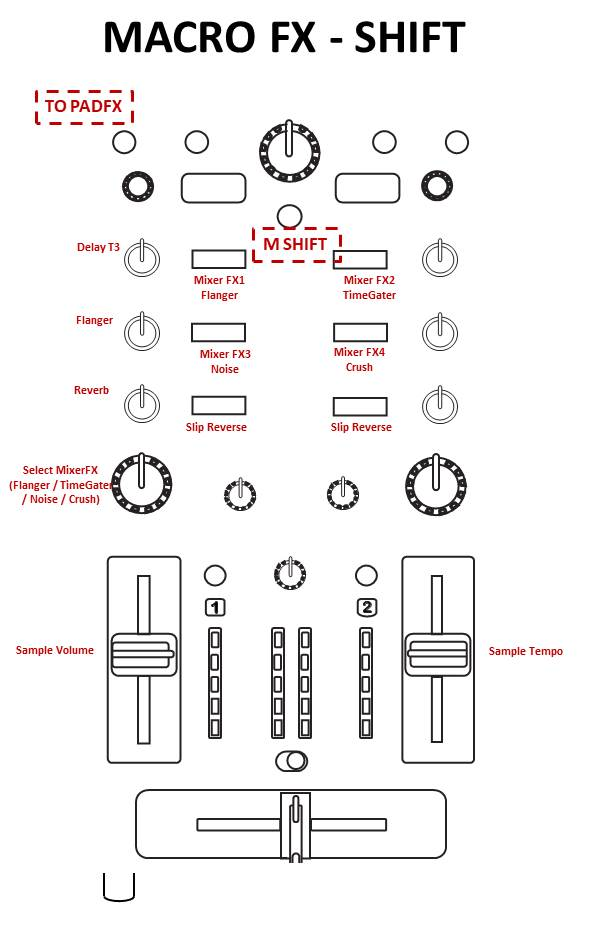 MACRO FX - SHIFT
TO PADFX
M SHIFT
Delay T3
Mixer FX1
Flanger
Mixer FX2
TimeGater
Flanger
Mixer FX3
Noise
Mixer FX4
Crush
Reverb
Slip Reverse
Slip Reverse
Select MixerFX
(Flanger / TimeGater
/ Noise / Crush)
1
2
Sample Volume
Sample Tempo